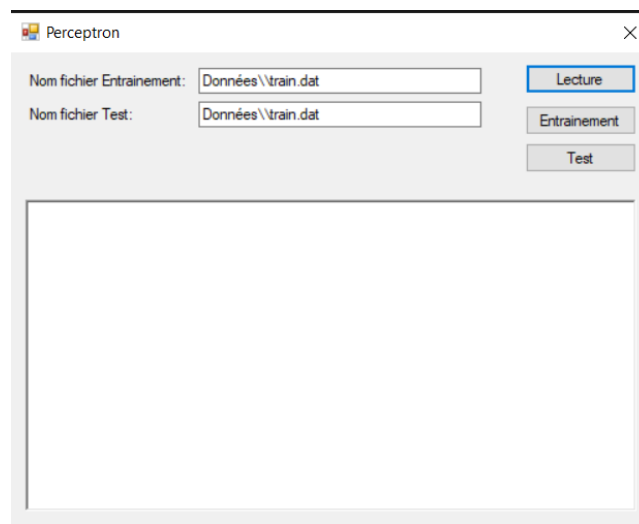 Perceptron
Nom fichier Entrainement: Données\\train.dat Lecture
Nom fichier Test: Données\\train.dat Entrainement
Test